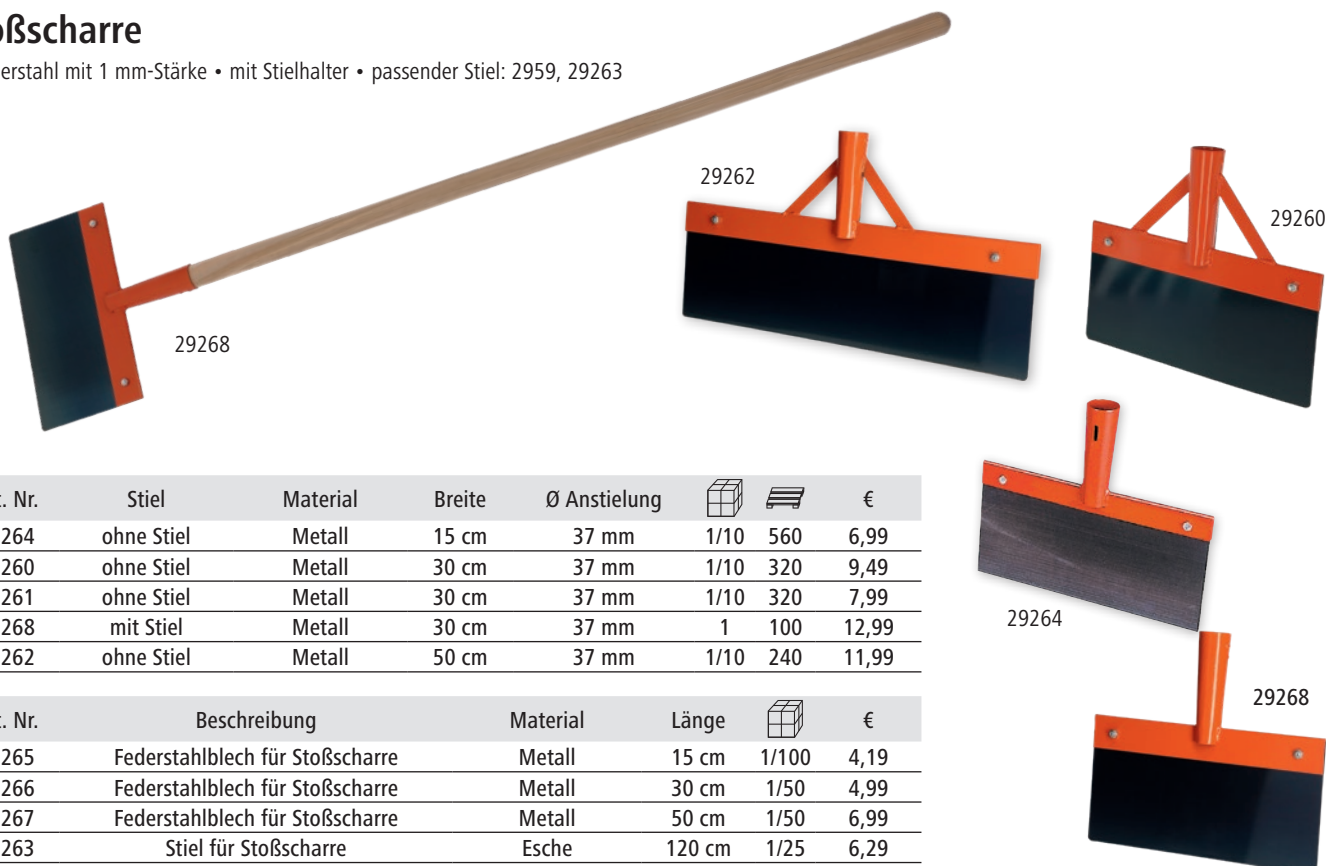 oßscharre
erstahl mit 1 mm-Stärke • mit Stielhalter • passender Stiel: 2959, 29263
29262
29260
29268
29264
29268
. Nr. Stiel Material Breite Ø Anstielung €
264 ohne Stiel Metall 15 cm 37 mm 1/10 560 6,99
260 ohne Stiel Metall 30 cm 37 mm 1/10 320 9,49
261 ohne Stiel Metall 30 cm 37 mm 1/10 320 7,99
268 mit Stiel Metall 30 cm 37 mm 1 100 12,99
262 ohne Stiel Metall 50 cm 37 mm 1/10 240 11,99
. Nr. Beschreibung Material Länge €
265 Federstahlblech für Stoßscharre Metall 15 cm 1/100 4,19
266 Federstahlblech für Stoßscharre Metall 30 cm 1/50 4,99
267 Federstahlblech für Stoßscharre Metall 50 cm 1/50 6,99
263 Stiel für Stoßscharre Esche 120 cm 1/25 6,29